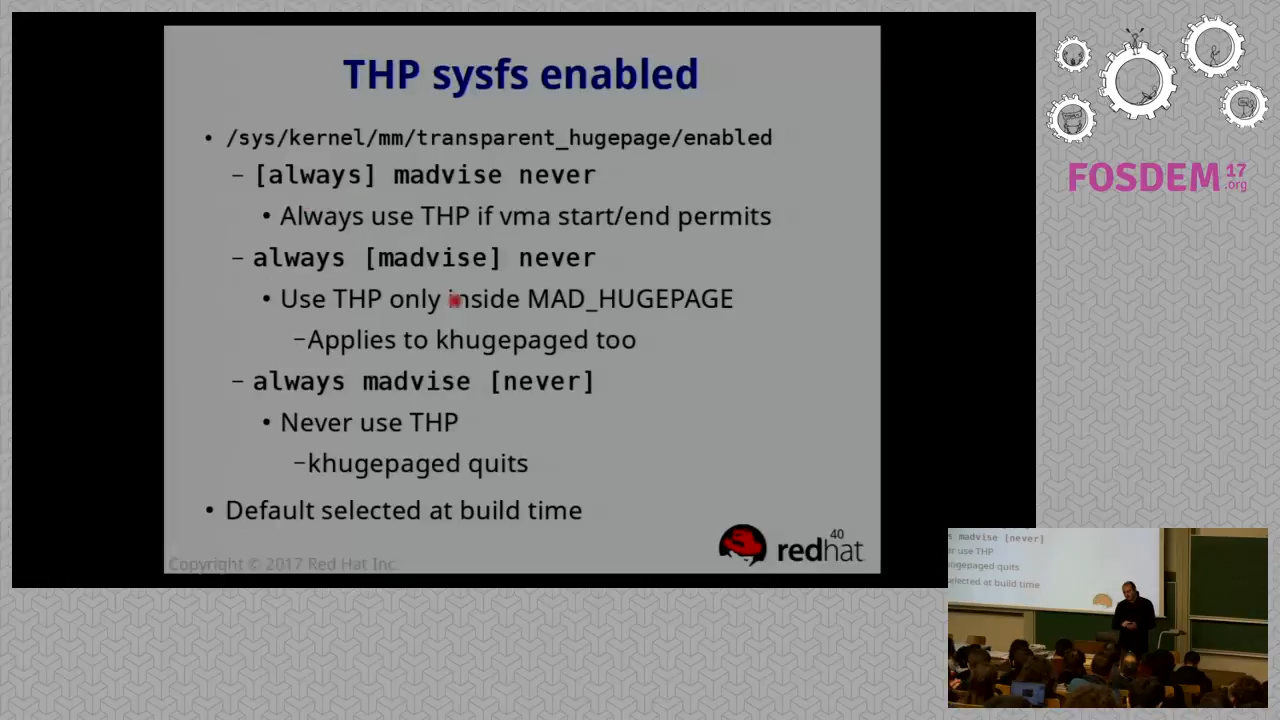 THP sysfs enabled
• /sys/kernel/mm/transparent_hugepage/enabled
– [always] madvise never
• Always use THP if vma start/end permits
– always [madvise] never
• Use THP only inside MAD_HUGEPAGE
–Applies to khugepaged too
– always madvise [never]
• Never use THP
–khugepaged quits
• Default selected at build time
40
redhat
Copyright © 2017 Red Hat Inc.
FOSDEM 17
.org
s madvise [never]
er use THP
hugepaged quits
selected at build time